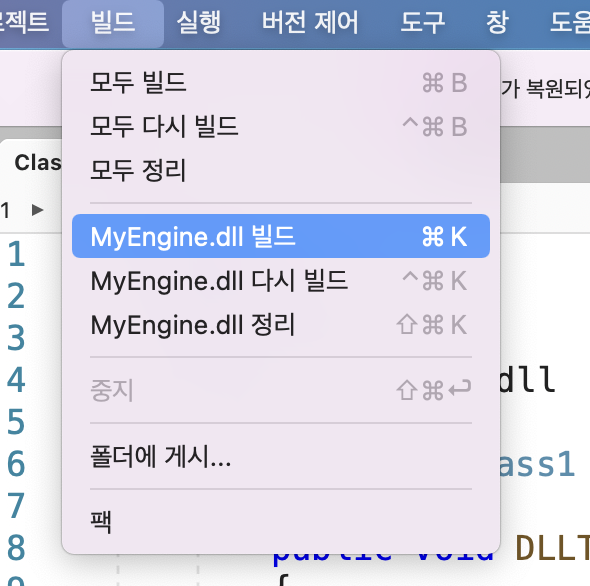 로젝트 빌드 실행 버전 제어 도구 창 도움
모두 빌드 ⌘ B
가 복원되었
모두 다시 빌드 ^⌘ B
모두 정리
Clas
1 ▶
MyEngine.dll 빌드 ⌘ K
1
MyEngine.dll 다시 빌드 ^⌘ K
2
MyEngine.dll 정리 ⇧⌘ K
3
중지 ⇧⌘↩
4 dll
5
폴더에 게시...
6 ass1
7
팩
8 public void DLLT
9 {